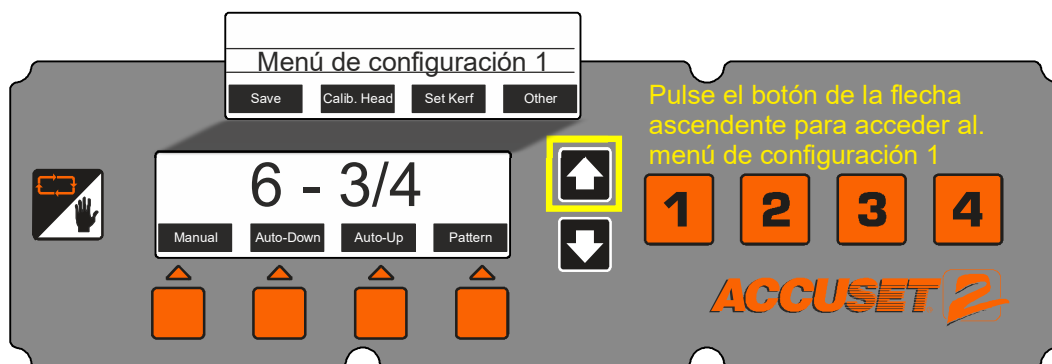 Menú de configuración 1
Save Calib. Head Set Kerf Other
Pulse el botón de la flecha
ascendente para acceder al.
menú de configuración 1
6 - 3/4
Manual Auto-Down Auto-Up Pattern
1 2 3 4
ACCUSET 2